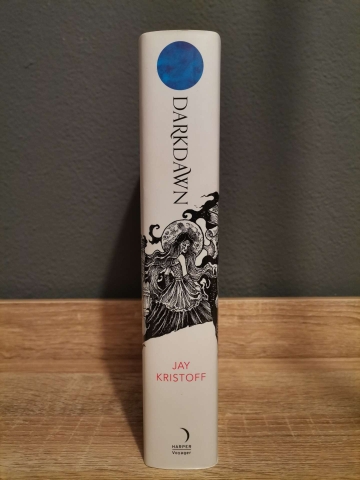 DARKDAWN
JAY
KRISTOFF
HARPER
Voyager